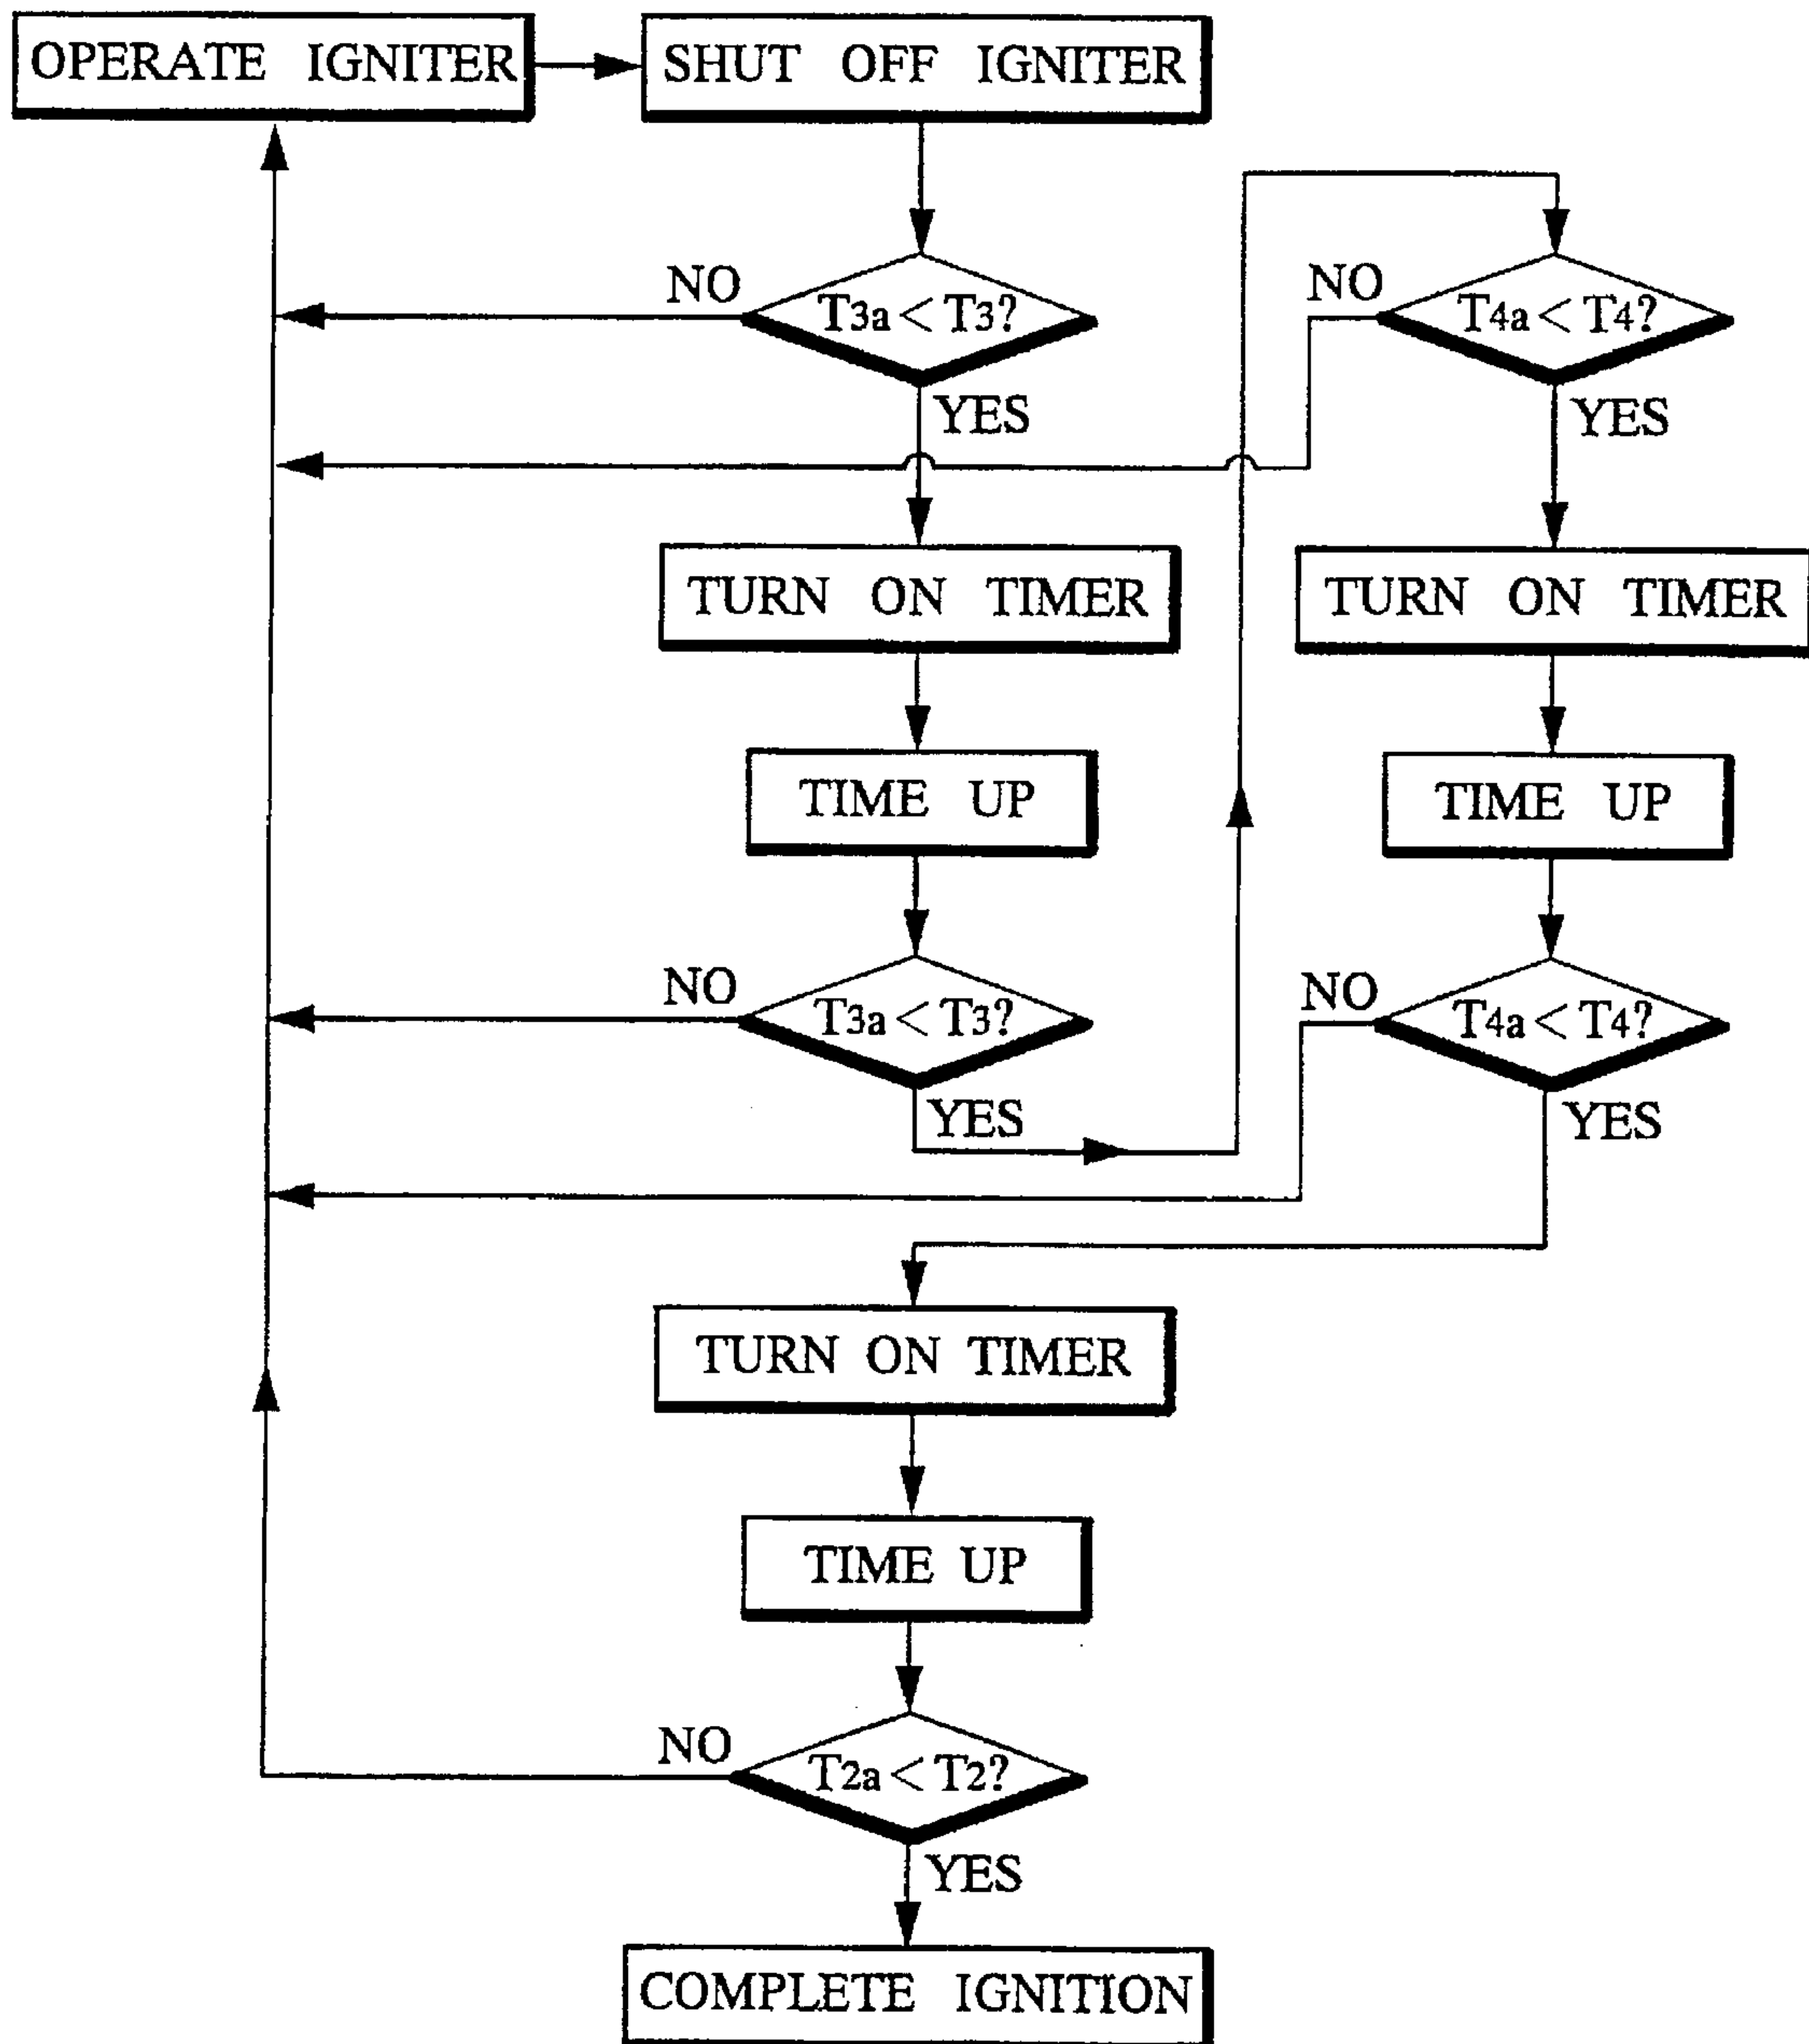 OPERATE IGNITER
SHUT OFF IGNITER
NO
T3a < T3?
YES
TURN ON TIMER
TIME UP
NO
T3a < T3?
YES
NO
T4a < T4?
YES
TURN ON TIMER
TIME UP
NO
T4a < T4?
YES
TURN ON TIMER
TIME UP
NO
T2a < T2?
YES
COMPLETE IGNITION